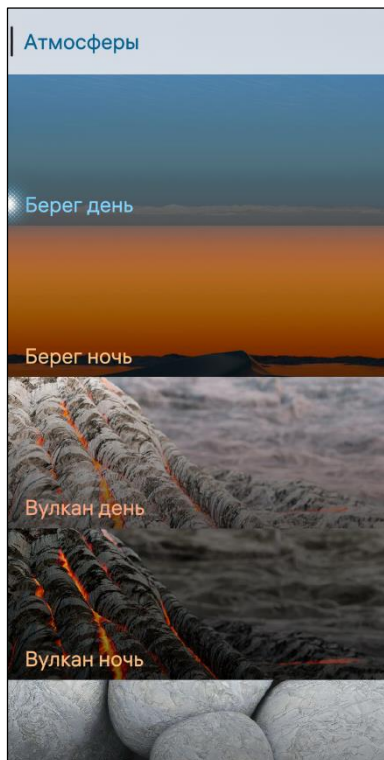 Атмосферы
Берег день
Берег ночь
Вулкан день
Вулкан ночь